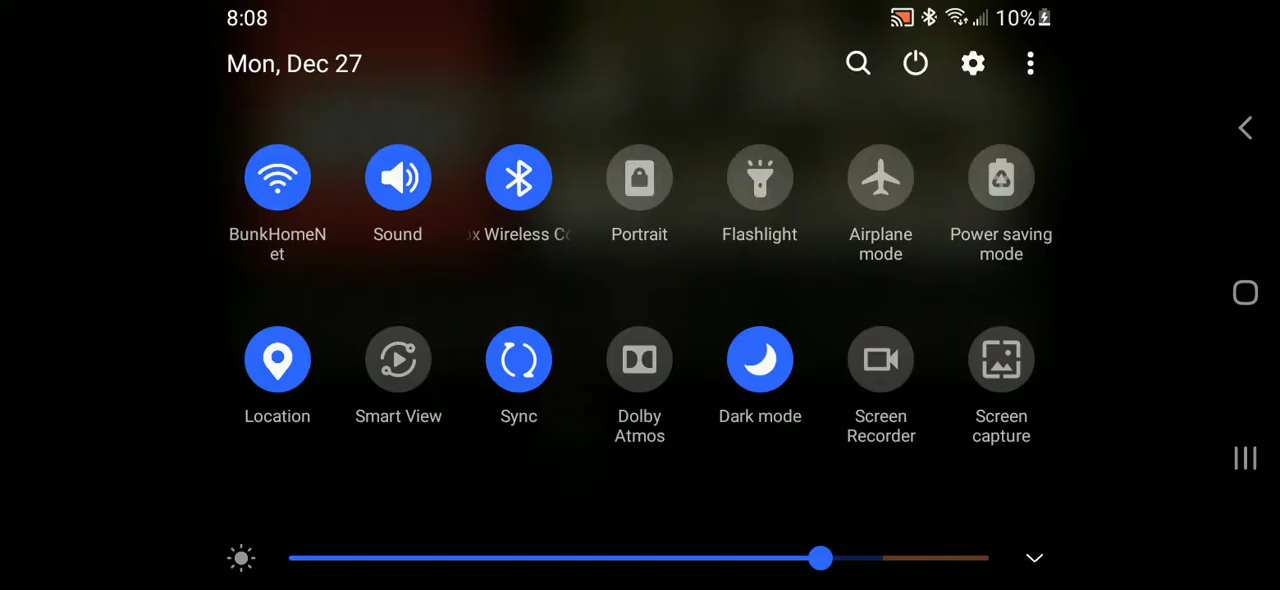 8:08
10%
Mon, Dec 27
BunkHomeN
et
Sound
x Wireless
Portrait
Flashlight
Airplane
mode
Power saving
mode
Location
Smart View
Sync
Dolby
Atmos
Dark mode
Screen
Recorder
Screen
capture